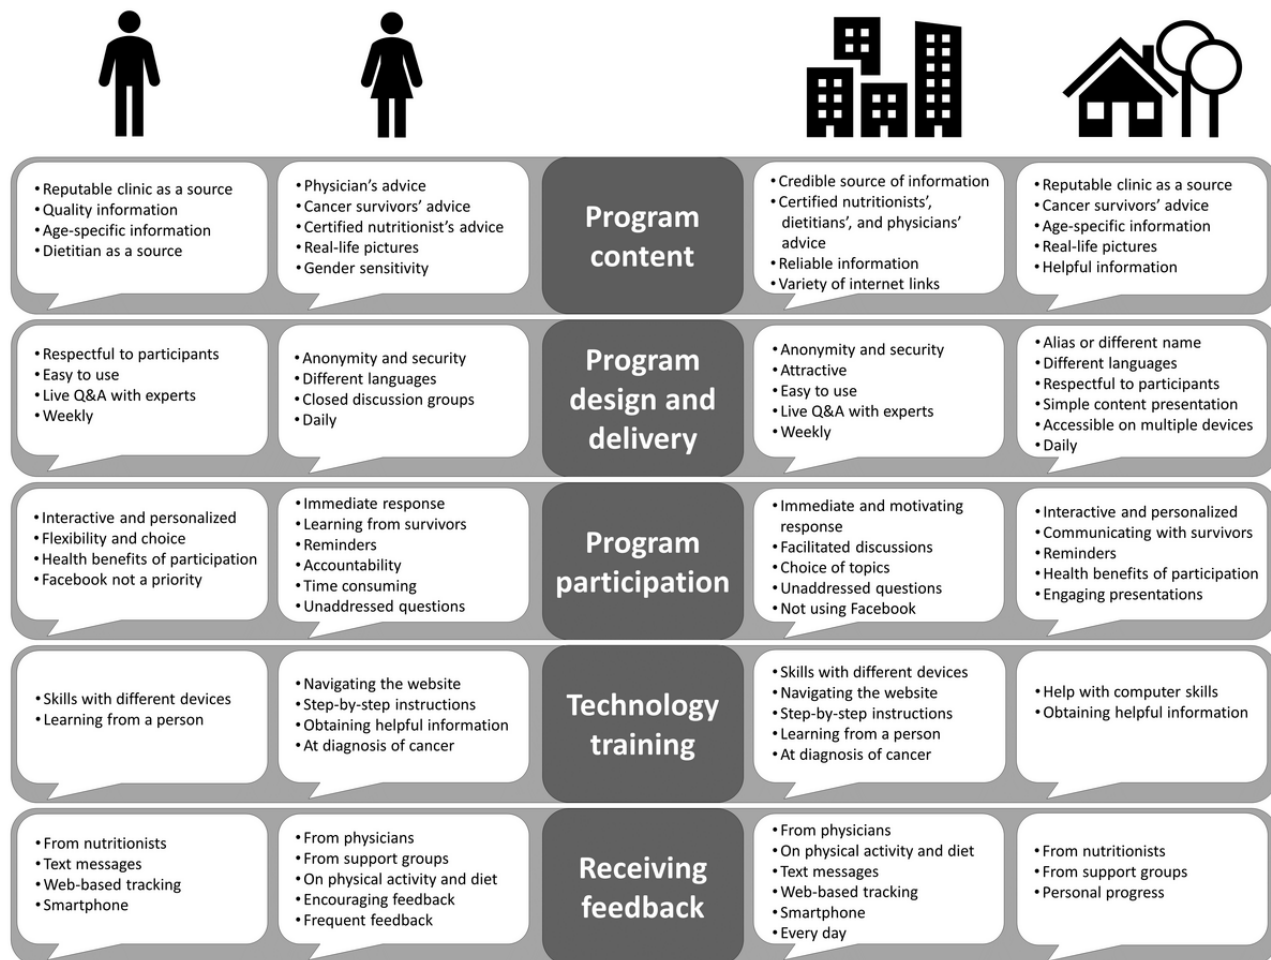 • Reputable clinic as a source
• Quality information
• Age-specific information
• Dietitian as a source
• Physician's advice
• Cancer survivors' advice
• Certified nutritionist's advice
• Real-life pictures
• Gender sensitivity
Program
content
• Credible source of information
• Certified nutritionists',
dietitians', and physicians'
advice
• Reliable information
• Variety of internet links
• Reputable clinic as a source
• Cancer survivors' advice
• Age-specific information
• Real-life pictures
• Helpful information
• Respectful to participants
• Easy to use
• Live Q&A with experts
• Weekly
• Anonymity and security
• Different languages
• Closed discussion groups
• Daily
Program
design and
delivery
• Anonymity and security
• Attractive
• Easy to use
• Live Q&A with experts
• Weekly
• Alias or different name
• Different languages
• Respectful to participants
• Simple content presentation
• Accessible on multiple devices
• Daily
• Interactive and personalized
• Flexibility and choice
• Health benefits of participation
• Facebook not a priority
• Immediate response
• Learning from survivors
• Reminders
• Accountability
• Time consuming
• Unaddressed questions
Program
participation
• Immediate and motivating
response
• Facilitated discussions
• Choice of topics
• Unaddressed questions
• Not using Facebook
• Interactive and personalized
• Communicating with survivors
• Reminders
• Health benefits of participation
• Engaging presentations
• Skills with different devices
• Learning from a person
• Navigating the website
• Step-by-step instructions
• Obtaining helpful information
• At diagnosis of cancer
Technology
training
• Skills with different devices
• Navigating the website
• Step-by-step instructions
• Learning from a person
• At diagnosis of cancer
• Help with computer skills
• Obtaining helpful information
• From nutritionists
• Text messages
• Web-based tracking
• Smartphone
• From physicians
• From support groups
• On physical activity and diet
• Encouraging feedback
• Frequent feedback
Receiving
feedback
• From physicians
• On physical activity and diet
• Text messages
• Web-based tracking
• Smartphone
• Every day
• From nutritionists
• From support groups
• Personal progress